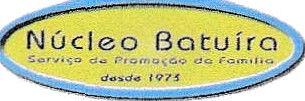 Núcleo Batuíra
Serviço de Promoção da Família
desde 1973